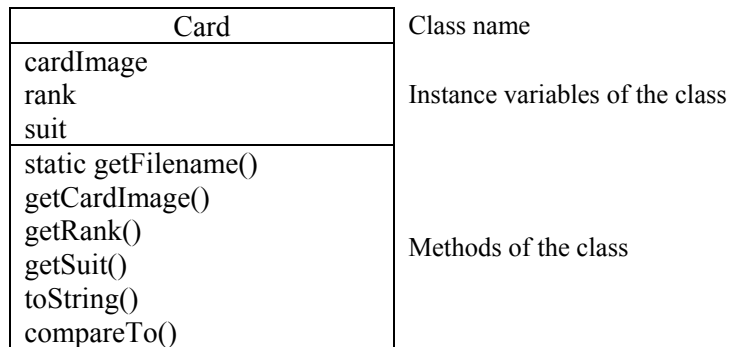 Card
Class name
cardImage
rank
Instance variables of the class
suit
static getFilename()
getCardImage()
getRank()
getSuit()
Methods of the class
toString()
compareTo()